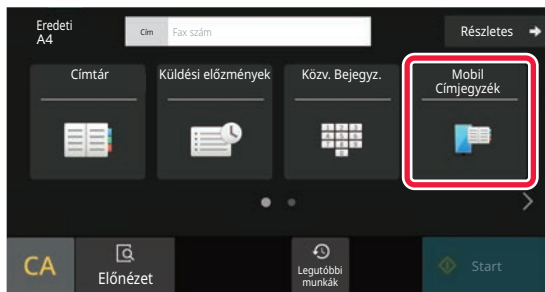 Eredeti
A4
Cím
Fax szám
Részletes
Címtár
Küldési előzmények
Közv. Bejegyz.
Mobil
Címjegyzék
CA
Előnézet
Legutóbbi
munkák
Start